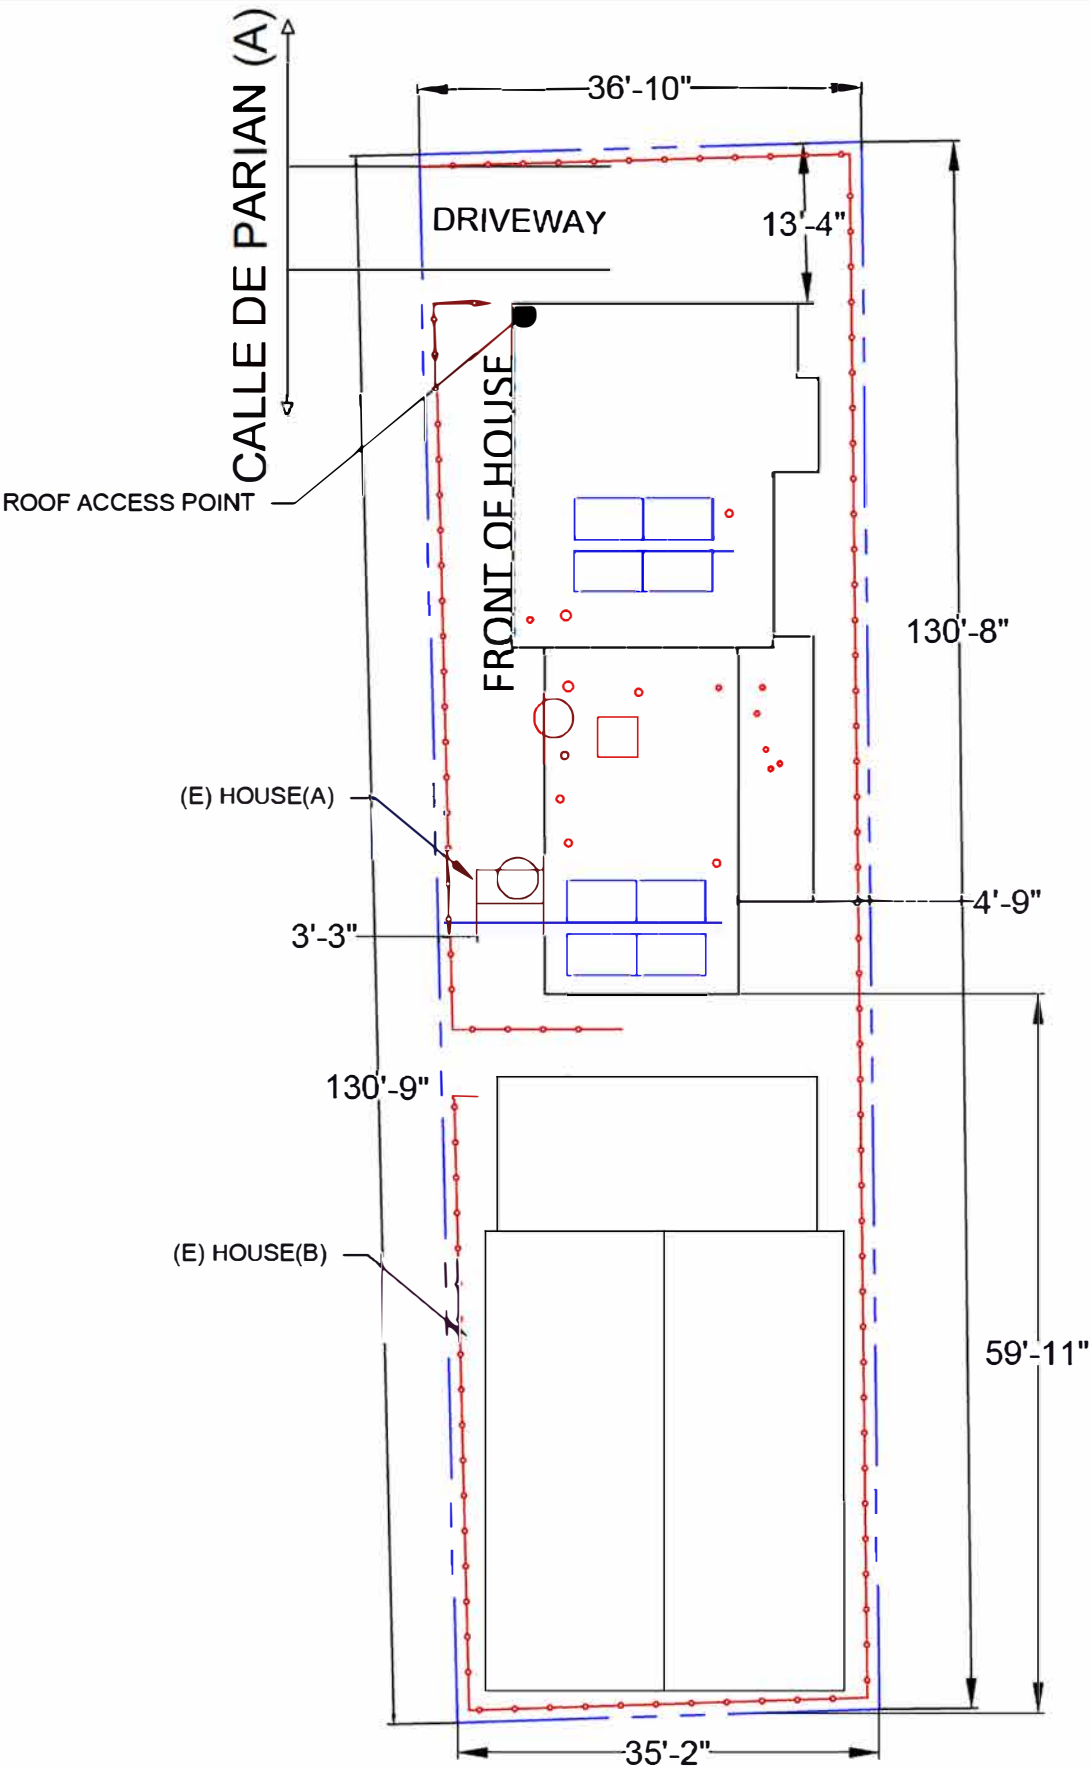 CALLE DE PARIAN (A)
36'-10"
DRIVEWAY
13'-4"
FRONT OF HOUSE
ROOF ACCESS POINT
130'-8"
(E) HOUSE(A)
4'-9"
3'-3"
130'-9"
(E) HOUSE(B)
59'-11"
35'-2"